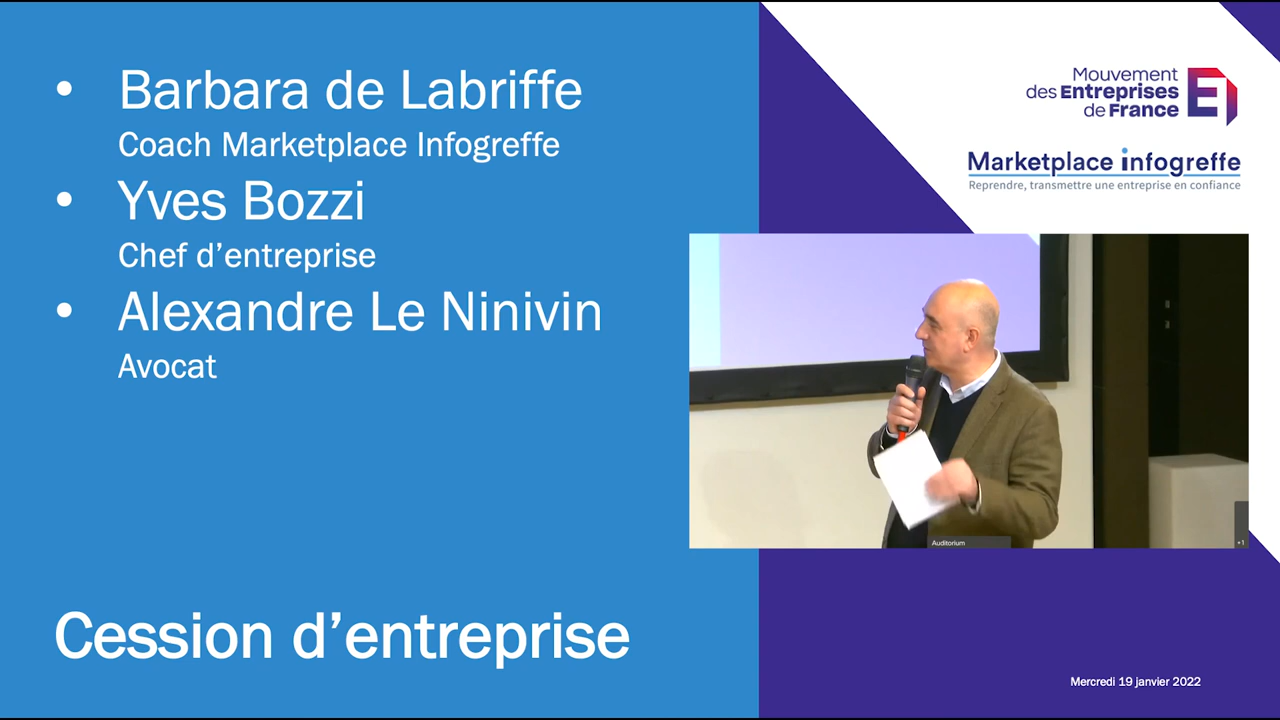 • Barbara de Labriffe
Coach Marketplace Infogreffe
• Yves Bozzi
Chef d’entreprise
• Alexandre Le Ninivin
Avocat
Cession d’entreprise
Mouvement
des Entreprises
de France
Marketplace infogreffe
Reprendre, transmettre une entreprise en confiance
Auditorium
+1
Mercredi 19 janvier 2022